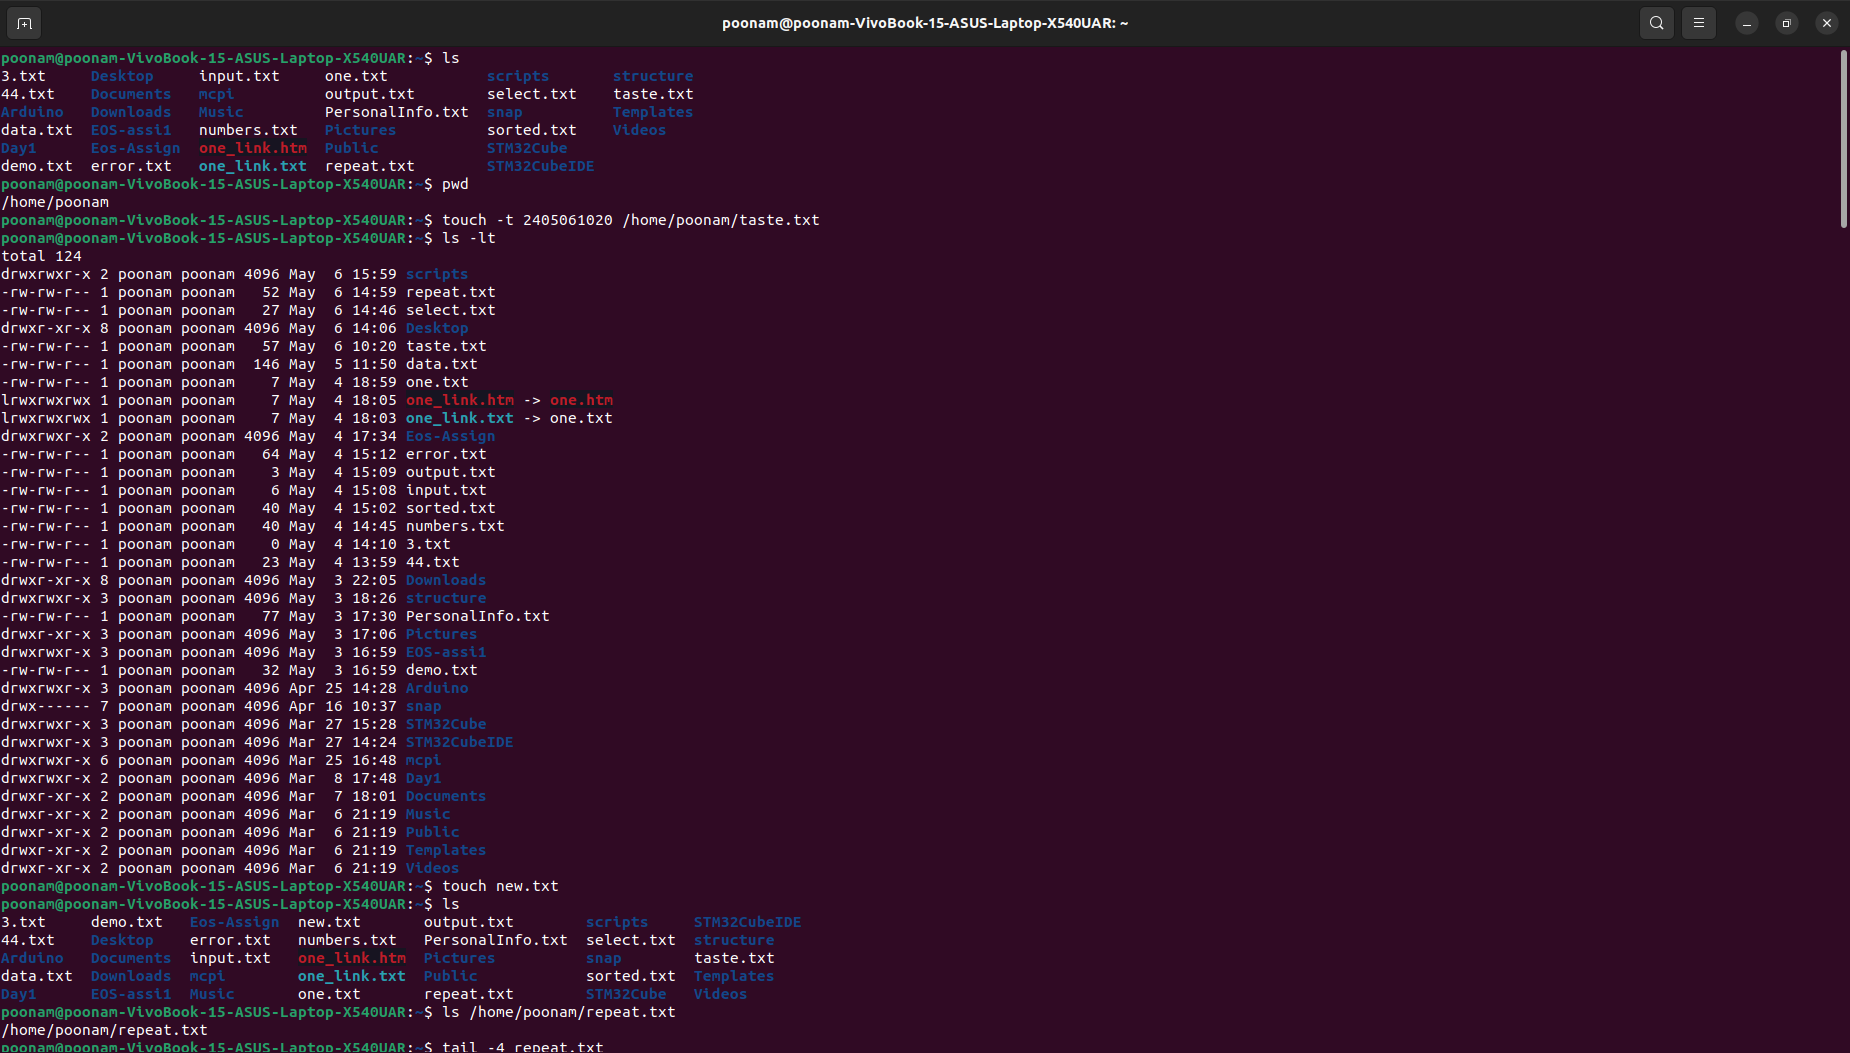 poonam@poonam-VivoBook-15-ASUS-Laptop-X540UAR: ~
poonam@poonam-VivoBook-15-ASUS-Laptop-X540UAR:~$ ls
3.txt     Desktop    input.txt     one.txt           scripts       structure
44.txt    Documents  mcpi          output.txt        select.txt    taste.txt
Arduino   Downloads  Music         PersonalInfo.txt  snap          Templates
data.txt  EOS-assi1  numbers.txt   Pictures          sorted.txt    Videos
Day1      Eos-Assign one_link.htm  Public            STM32Cube
demo.txt  error.txt  one_link.txt  repeat.txt        STM32CubeIDE
poonam@poonam-VivoBook-15-ASUS-Laptop-X540UAR:~$ pwd
/home/poonam
poonam@poonam-VivoBook-15-ASUS-Laptop-X540UAR:~$ touch -t 2405061020 /home/poonam/taste.txt
poonam@poonam-VivoBook-15-ASUS-Laptop-X540UAR:~$ ls -lt
total 124
drwxrwxr-x 2 poonam poonam 4096 May  6 15:59 scripts
-rw-rw-r-- 1 poonam poonam   52 May  6 14:59 repeat.txt
-rw-rw-r-- 1 poonam poonam   27 May  6 14:46 select.txt
drwxr-xr-x 8 poonam poonam 4096 May  6 14:06 Desktop
-rw-rw-r-- 1 poonam poonam   57 May  6 10:20 taste.txt
-rw-rw-r-- 1 poonam poonam  146 May  5 11:50 data.txt
-rw-rw-r-- 1 poonam poonam    7 May  4 18:59 one.txt
lrwxrwxrwx 1 poonam poonam    7 May  4 18:05 one_link.htm -> one.htm
lrwxrwxrwx 1 poonam poonam    7 May  4 18:03 one_link.txt -> one.txt
drwxrwxr-x 2 poonam poonam 4096 May  4 17:34 Eos-Assign
-rw-rw-r-- 1 poonam poonam   64 May  4 15:12 error.txt
-rw-rw-r-- 1 poonam poonam    3 May  4 15:09 output.txt
-rw-rw-r-- 1 poonam poonam    6 May  4 15:08 input.txt
-rw-rw-r-- 1 poonam poonam   40 May  4 15:02 sorted.txt
-rw-rw-r-- 1 poonam poonam   40 May  4 14:45 numbers.txt
-rw-rw-r-- 1 poonam poonam    0 May  4 14:10 3.txt
-rw-rw-r-- 1 poonam poonam   23 May  4 13:59 44.txt
drwxr-xr-x 8 poonam poonam 4096 May  3 22:05 Downloads
drwxrwxr-x 3 poonam poonam 4096 May  3 18:26 structure
-rw-rw-r-- 1 poonam poonam   77 May  3 17:30 PersonalInfo.txt
drwxr-xr-x 3 poonam poonam 4096 May  3 17:06 Pictures
drwxrwxr-x 3 poonam poonam 4096 May  3 16:59 EOS-assi1
-rw-rw-r-- 1 poonam poonam   32 May  3 16:59 demo.txt
drwxrwxr-x 3 poonam poonam 4096 Apr 25 14:28 Arduino
drwx------ 7 poonam poonam 4096 Apr 16 10:37 snap
drwxrwxr-x 3 poonam poonam 4096 Mar 27 15:28 STM32Cube
drwxrwxr-x 3 poonam poonam 4096 Mar 27 14:24 STM32CubeIDE
drwxrwxr-x 6 poonam poonam 4096 Mar 25 16:48 mcpi
drwxrwxr-x 2 poonam poonam 4096 Mar  8 17:48 Day1
drwxr-xr-x 2 poonam poonam 4096 Mar  7 18:01 Documents
drwxr-xr-x 2 poonam poonam 4096 Mar  6 21:19 Music
drwxr-xr-x 2 poonam poonam 4096 Mar  6 21:19 Public
drwxr-xr-x 2 poonam poonam 4096 Mar  6 21:19 Templates
drwxr-xr-x 2 poonam poonam 4096 Mar  6 21:19 Videos
poonam@poonam-VivoBook-15-ASUS-Laptop-X540UAR:~$ touch new.txt
poonam@poonam-VivoBook-15-ASUS-Laptop-X540UAR:~$ ls
3.txt     demo.txt   Eos-Assign  new.txt       output.txt        scripts     STM32CubeIDE
44.txt    Desktop    error.txt   numbers.txt   PersonalInfo.txt  select.txt  structure
Arduino   Documents  input.txt   one_link.htm  Pictures          snap        taste.txt
data.txt  Downloads  mcpi        one_link.txt  Public            sorted.txt  Templates
Day1      EOS-assi1  Music       one.txt       repeat.txt        STM32Cube   Videos
poonam@poonam-VivoBook-15-ASUS-Laptop-X540UAR:~$ ls /home/poonam/repeat.txt
/home/poonam/repeat.txt
poonam@poonam-VivoBook-15-ASUS-Laptop-X540UAR:~$ tail -4 repeat.txt